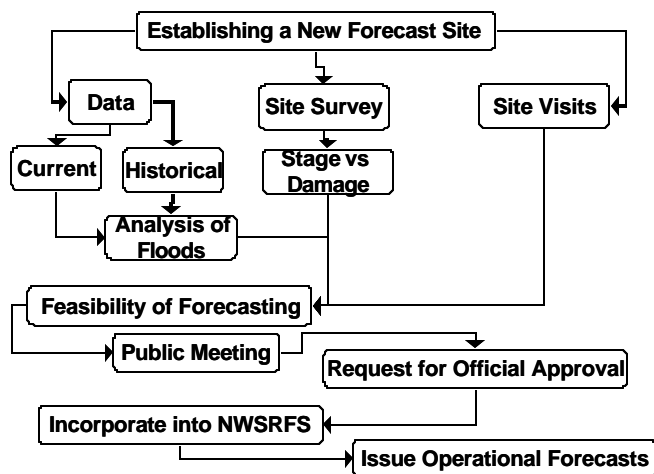 Establishing a New Forecast Site
Data
Site Survey
Site Visits
Current
Historical
Stage vs
Damage
Analysis of
Floods
Feasibility of Forecasting
Public Meeting
Request for Official Approval
Incorporate into NWSRFS
Issue Operational Forecasts